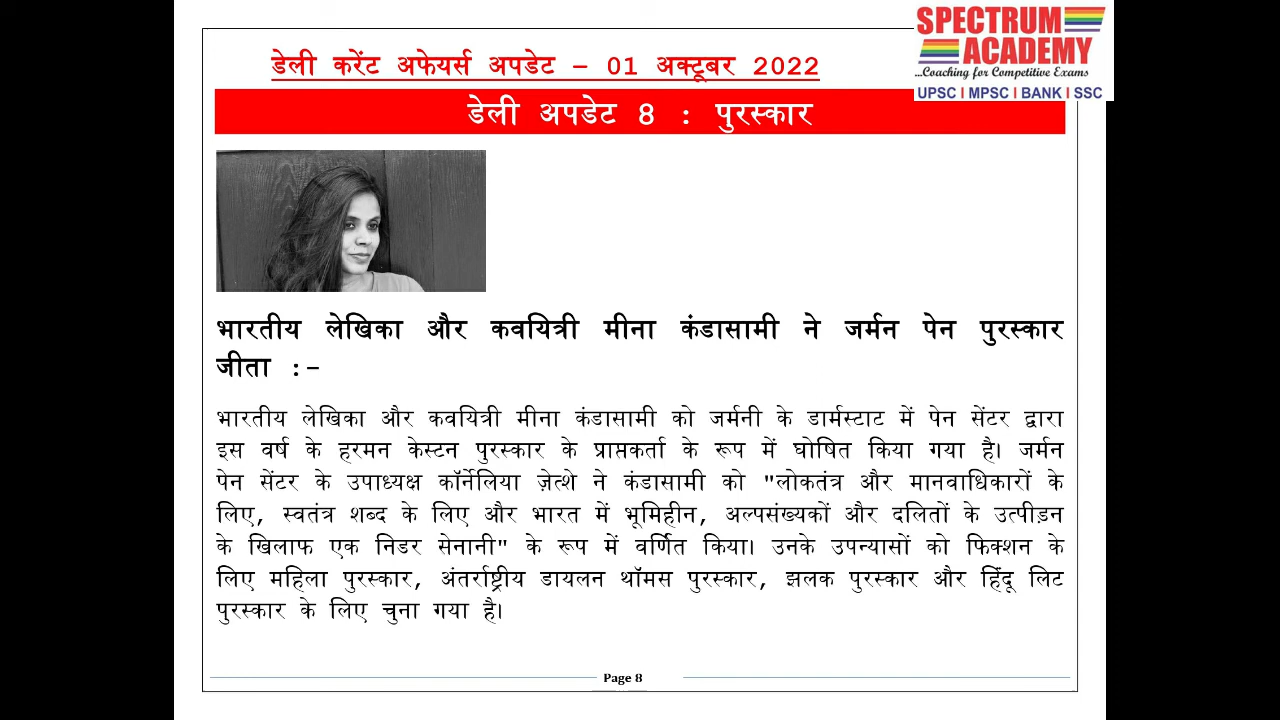 SPECTRUM
ACADEMY
...Coaching for Competitive Exams
UPSC | MPSC | BANK | SSC
डेली करेंट अफेयर्स अपडेट – 01 अक्टूबर 2022
डेली अपडेट 8 : पुरस्कार
भारतीय लेखिका और कवयित्री मीना कंडासामी ने जर्मन पेन पुरस्कार
जीता :-
भारतीय लेखिका और कवयित्री मीना कंडासामी को जर्मनी के डार्मस्टाट में पेन सेंटर द्वारा
इस वर्ष के हरमन केस्टन पुरस्कार के प्राप्तकर्ता के रूप में घोषित किया गया है। जर्मन
पेन सेंटर के उपाध्यक्ष कॉर्नेलिया ज़ेत्शे ने कंडासामी को "लोकतंत्र और मानवाधिकारों के
लिए, स्वतंत्र शब्द के लिए और भारत में भूमिहीन, अल्पसंख्यकों और दलितों के उत्पीड़न
के खिलाफ एक निडर सेनानी" के रूप में वर्णित किया। उनके उपन्यासों को फिक्शन के
लिए महिला पुरस्कार, अंतर्राष्ट्रीय डायलन थॉमस पुरस्कार, झलक पुरस्कार और हिंदू लिट
पुरस्कार के लिए चुना गया है।
Page 8